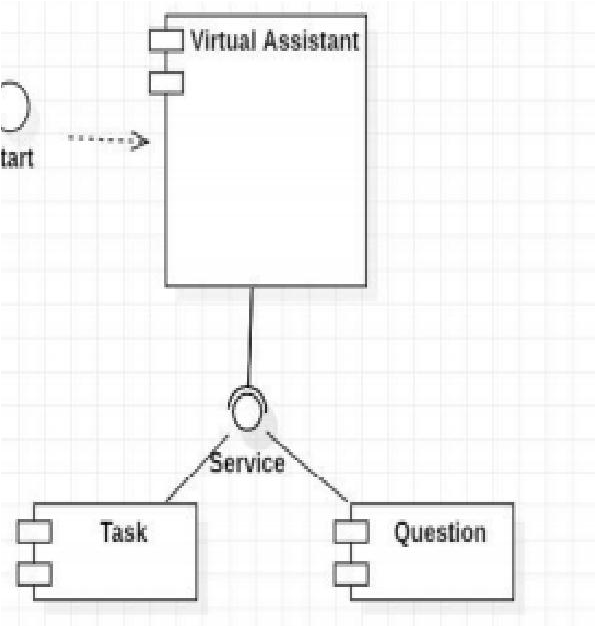 Virtual Assistant
tart
Service
Task
Question